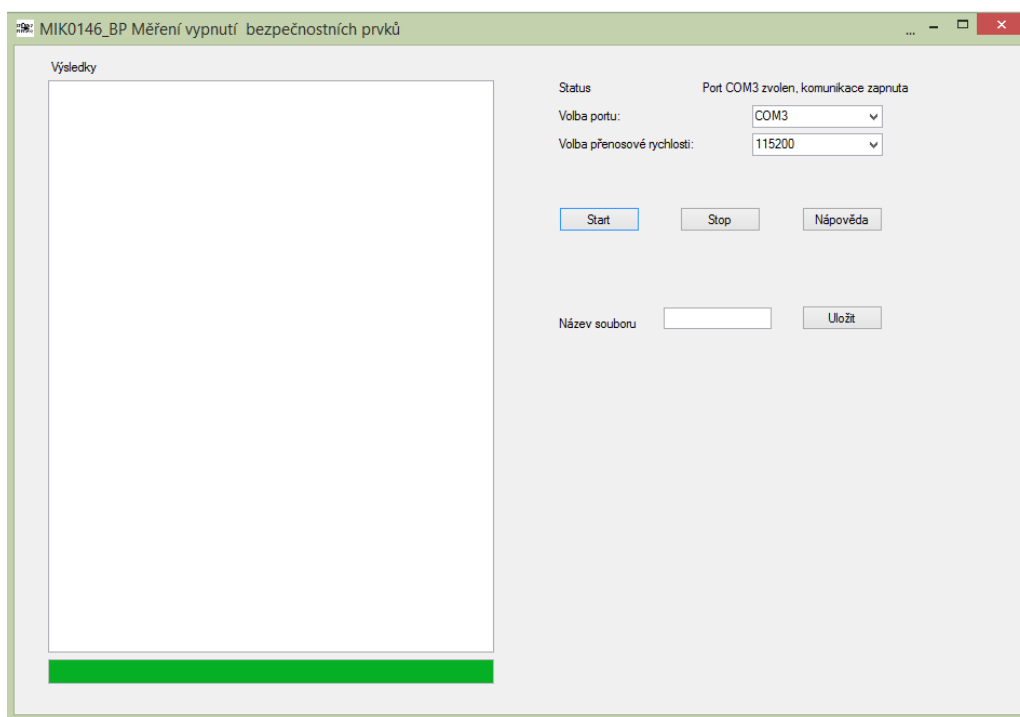 MIK0146_BP Měření vypnutí  bezpečnostních prvků
...
Výsledky
Status
Port COM3 zvolen, komunikace zapnuta
Volba portu:
COM3
Volba přenosové rychlosti:
115200
Start
Stop
Nápověda
Název souboru
Uložit